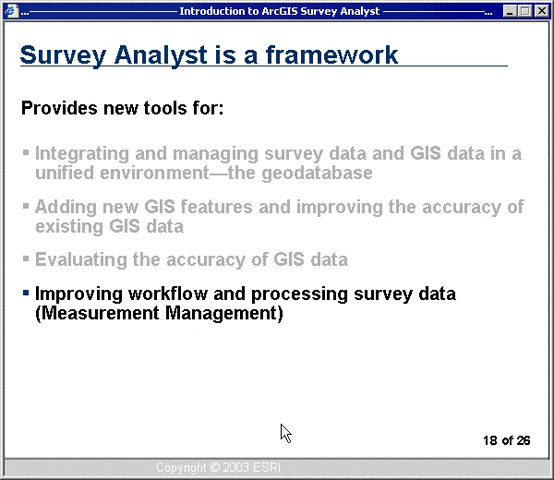 ... Introduction to ArcGIS Survey Analyst ...
Survey Analyst is a framework
Provides new tools for:
▪ Integrating and managing survey data and GIS data in a
unified environment—the geodatabase
▪ Adding new GIS features and improving the accuracy of
existing GIS data
▪ Evaluating the accuracy of GIS data
▪ Improving workflow and processing survey data
(Measurement Management)
18 of 26
Copyright © 2003 ESRI